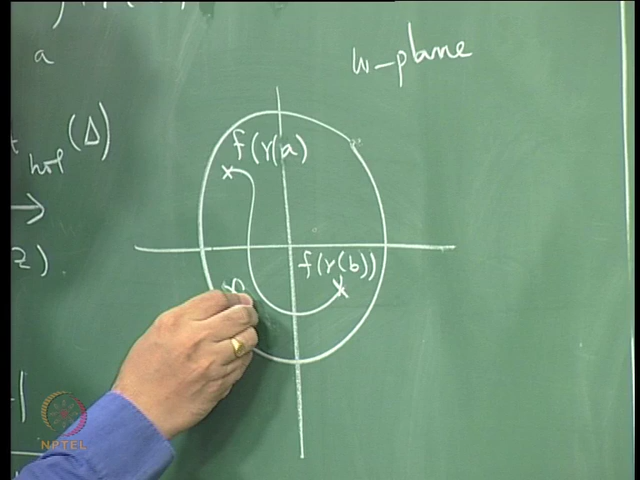 w-plane
a
hol (Δ)
f(γ(a)
z).
f(γ(b))
NPTEL